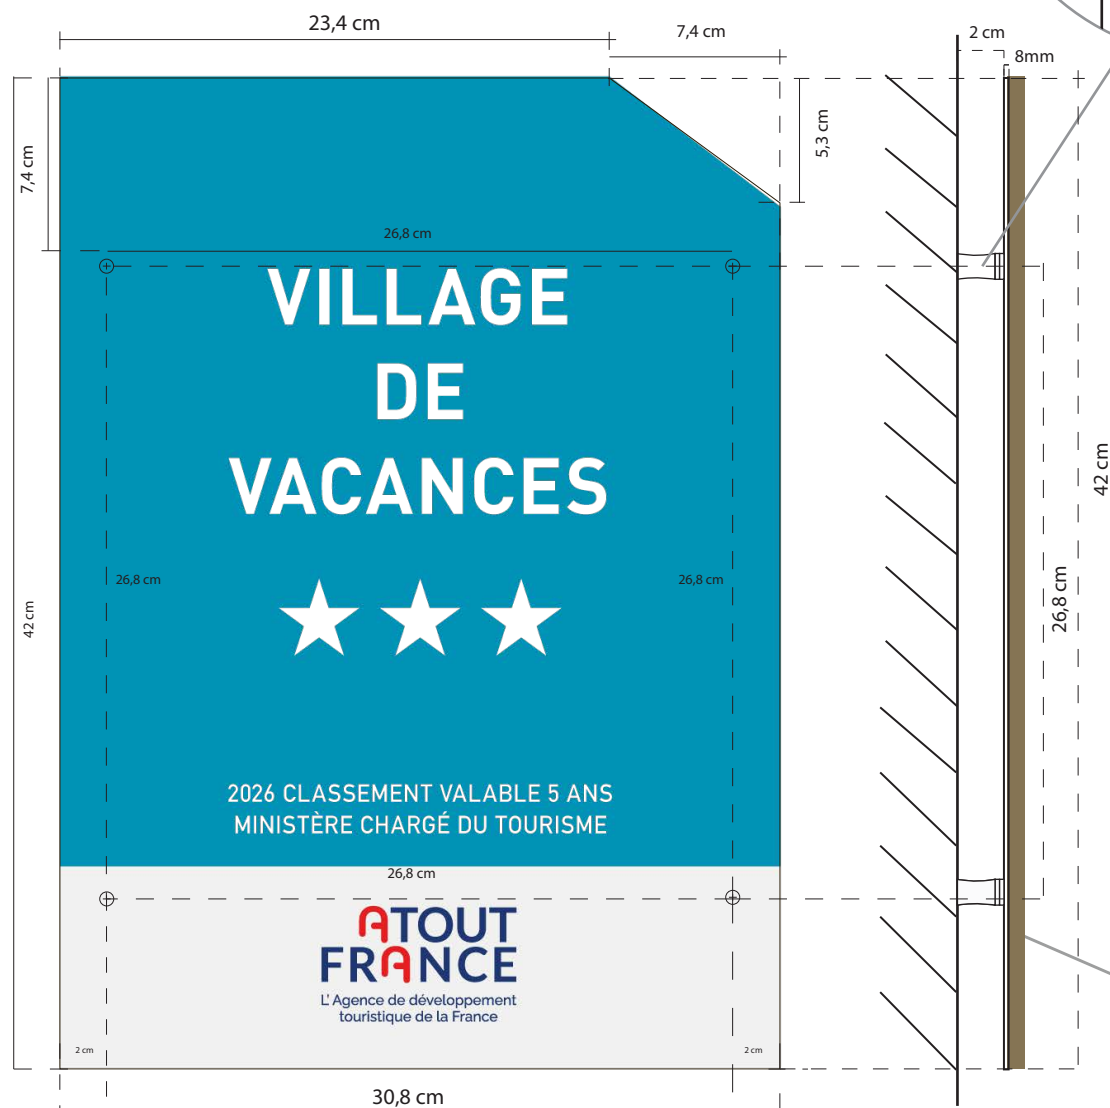 23,4 cm
7,4 cm
2 cm
8mm
5,3 cm
7,4 cm
26,8 cm
VILLAGE
DE
VACANCES
42 cm
26,8 cm
26,8 cm
26,8 cm
42 cm
2026 CLASSEMENT VALABLE 5 ANS
MINISTÈRE CHARGÉ DU TOURISME
26,8 cm
ATOUT
FRANCE
L'Agence de développement
touristique de la France
2 cm
2 cm
30,8 cm